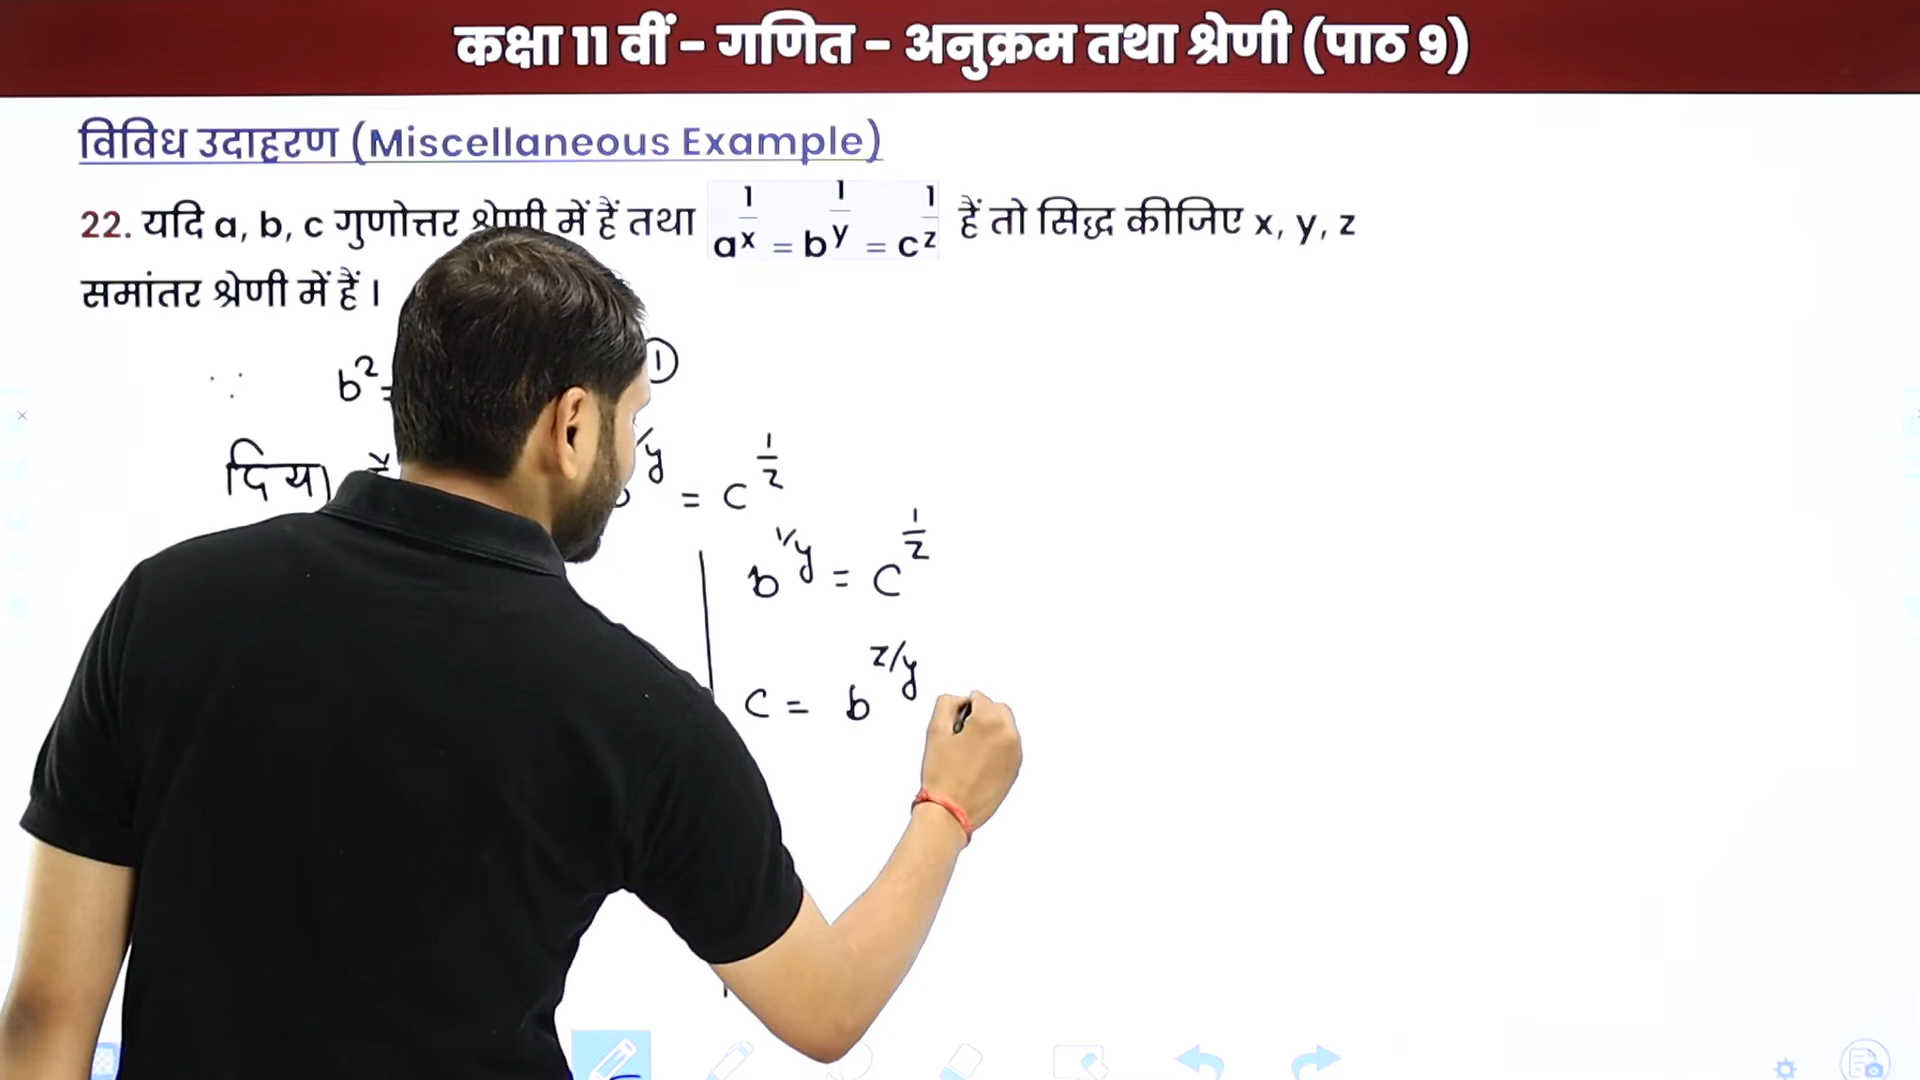 कक्षा 11 वीं – गणित – अनुक्रम तथा श्रेणी (पाठ 9)
विविध उदाहरण (Miscellaneous Example)
22. यदि a, b, c गुणोत्तर श्रेणी में हैं तथा a^(1/x) = b^(1/y) = c^(1/z) हैं तो सिद्ध कीजिए x, y, z
समांतर श्रेणी में हैं ।
∵ b² = ①
दिया /y = c^(1/z)
b^(1/y) = c^(1/z)
c = b^(z/y)